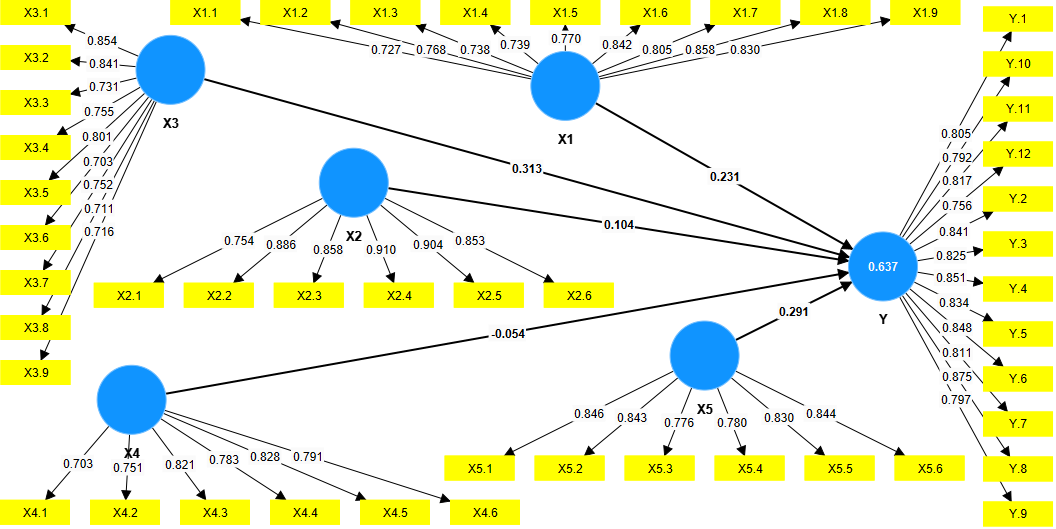 X3.1
X1.1
X1.2
X1.3
X1.4
X1.5
X1.6
X1.7
X1.8
X1.9
Y.1
0.854
0.727
0.768
0.738
0.739
0.770
0.842
0.805
0.858
0.830
X3.2
0.841
Y.10
X3.3
0.731
X3
X1
Y.11
0.755
0.805
X3.4
0.801
0.792
Y.12
0.703
0.313
0.231
0.817
X3.5
0.752
0.756
Y.2
0.711
0.104
0.841
X3.6
0.716
X2
0.754
0.886
0.858
0.910
0.904
0.853
0.637
0.825
Y.3
X3.7
0.851
Y.4
X2.1
X2.2
X2.3
X2.4
X2.5
X2.6
0.834
X3.8
-0.054
0.291
Y
0.848
Y.5
0.811
X3.9
0.875
Y.6
0.797
X5
Y.7
0.846
0.843
0.776
0.780
0.830
0.844
X4
0.703
0.751
0.821
0.783
0.828
0.791
X5.1
X5.2
X5.3
X5.4
X5.5
X5.6
Y.8
X4.1
X4.2
X4.3
X4.4
X4.5
X4.6
Y.9